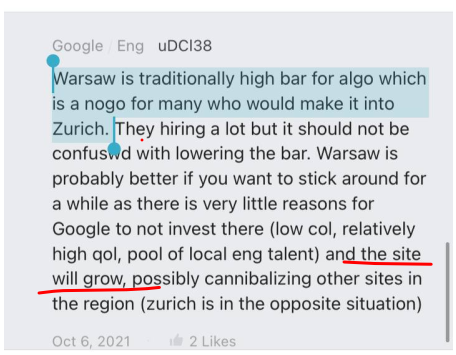 Google / Eng uDCl38
Warsaw is traditionally high bar for algo which
is a nogo for many who would make it into
Zurich. They hiring a lot but it should not be
confuswd with lowering the bar. Warsaw is
probably better if you want to stick around for
a while as there is very little reasons for
Google to not invest there (low col, relatively
high qol, pool of local eng talent) and the site
will grow, possibly cannibalizing other sites in
the region (zurich is in the opposite situation)
Oct 6, 2021 · 2 Likes